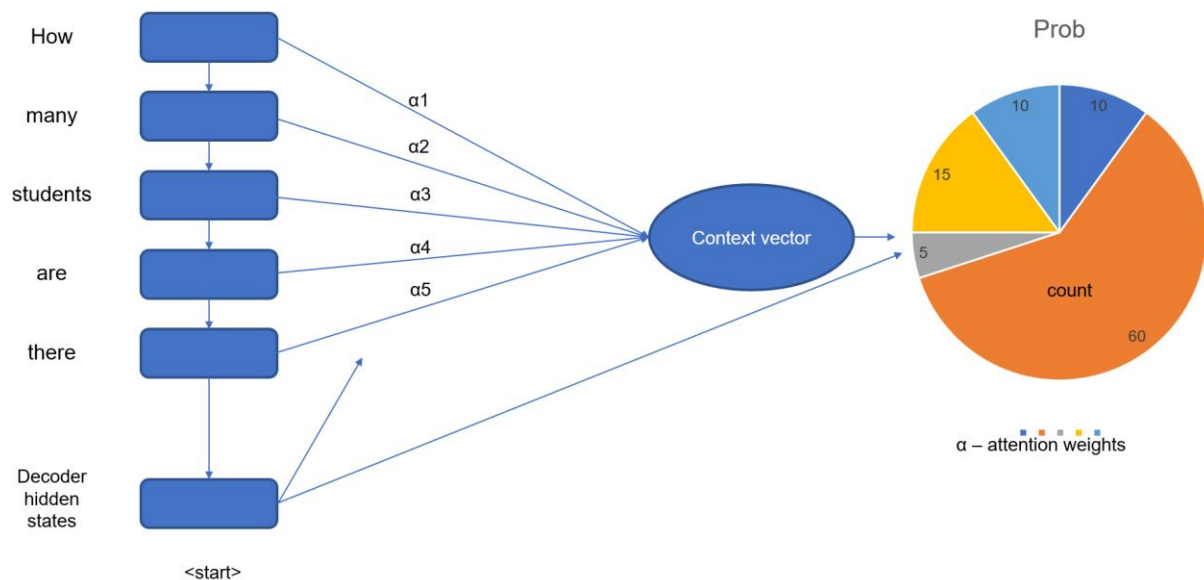 How
many
students
are
there
Decoder
hidden
states
<start>
α1
α2
α3
α4
α5
Context vector
Prob
10
10
15
5
count
60
α – attention weights